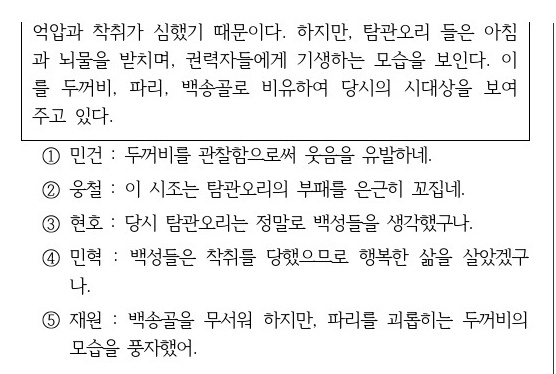 억압과 착취가 심했기 때문이다. 하지만, 탐관오리 들은 아침
과 뇌물을 받치며, 권력자들에게 기생하는 모습을 보인다. 이
를 두꺼비, 파리, 백송골로 비유하여 당시의 시대상을 보여
주고 있다.
① 민건 : 두꺼비를 관찰함으로써 웃음을 유발하네.
② 웅철 : 이 시조는 탐관오리의 부패를 은근히 꼬집네.
③ 현호 : 당시 탐관오리는 정말로 백성들을 생각했구나.
④ 민혁 : 백성들은 착취를 당했으므로 행복한 삶을 살았겠구
나.
⑤ 재원 : 백송골을 무서워 하지만, 파리를 괴롭히는 두꺼비의
모습을 풍자했어.